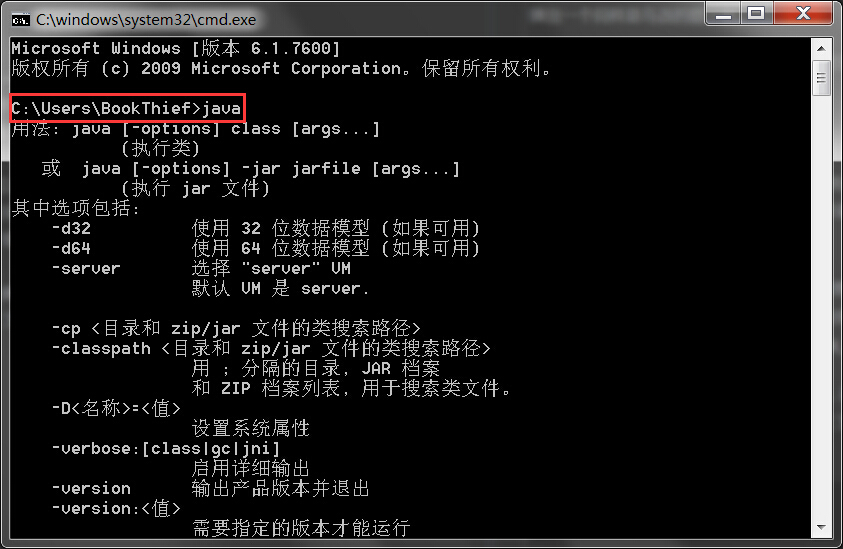 C:\windows\system32\cmd.exe
Microsoft Windows [版本 6.1.7600]
版权所有 (c) 2009 Microsoft Corporation。保留所有权利。
C:\Users\BookThief>java
用法: java [-options] class [args...]
(执行类)
或  java [-options] -jar jarfile [args...]
(执行 jar 文件)
其中选项包括:
-d32          使用 32 位数据模型 (如果可用)
-d64          使用 64 位数据模型 (如果可用)
-server       选择 "server" VM
默认 VM 是 server.
-cp <目录和 zip/jar 文件的类搜索路径>
-classpath <目录和 zip/jar 文件的类搜索路径>
用 ; 分隔的目录, JAR 档案
和 ZIP 档案列表, 用于搜索类文件。
-D<名称>=<值>
设置系统属性
-verbose:[class|gc|jni]
启用详细输出
-version      输出产品版本并退出
-version:<值>
需要指定的版本才能运行